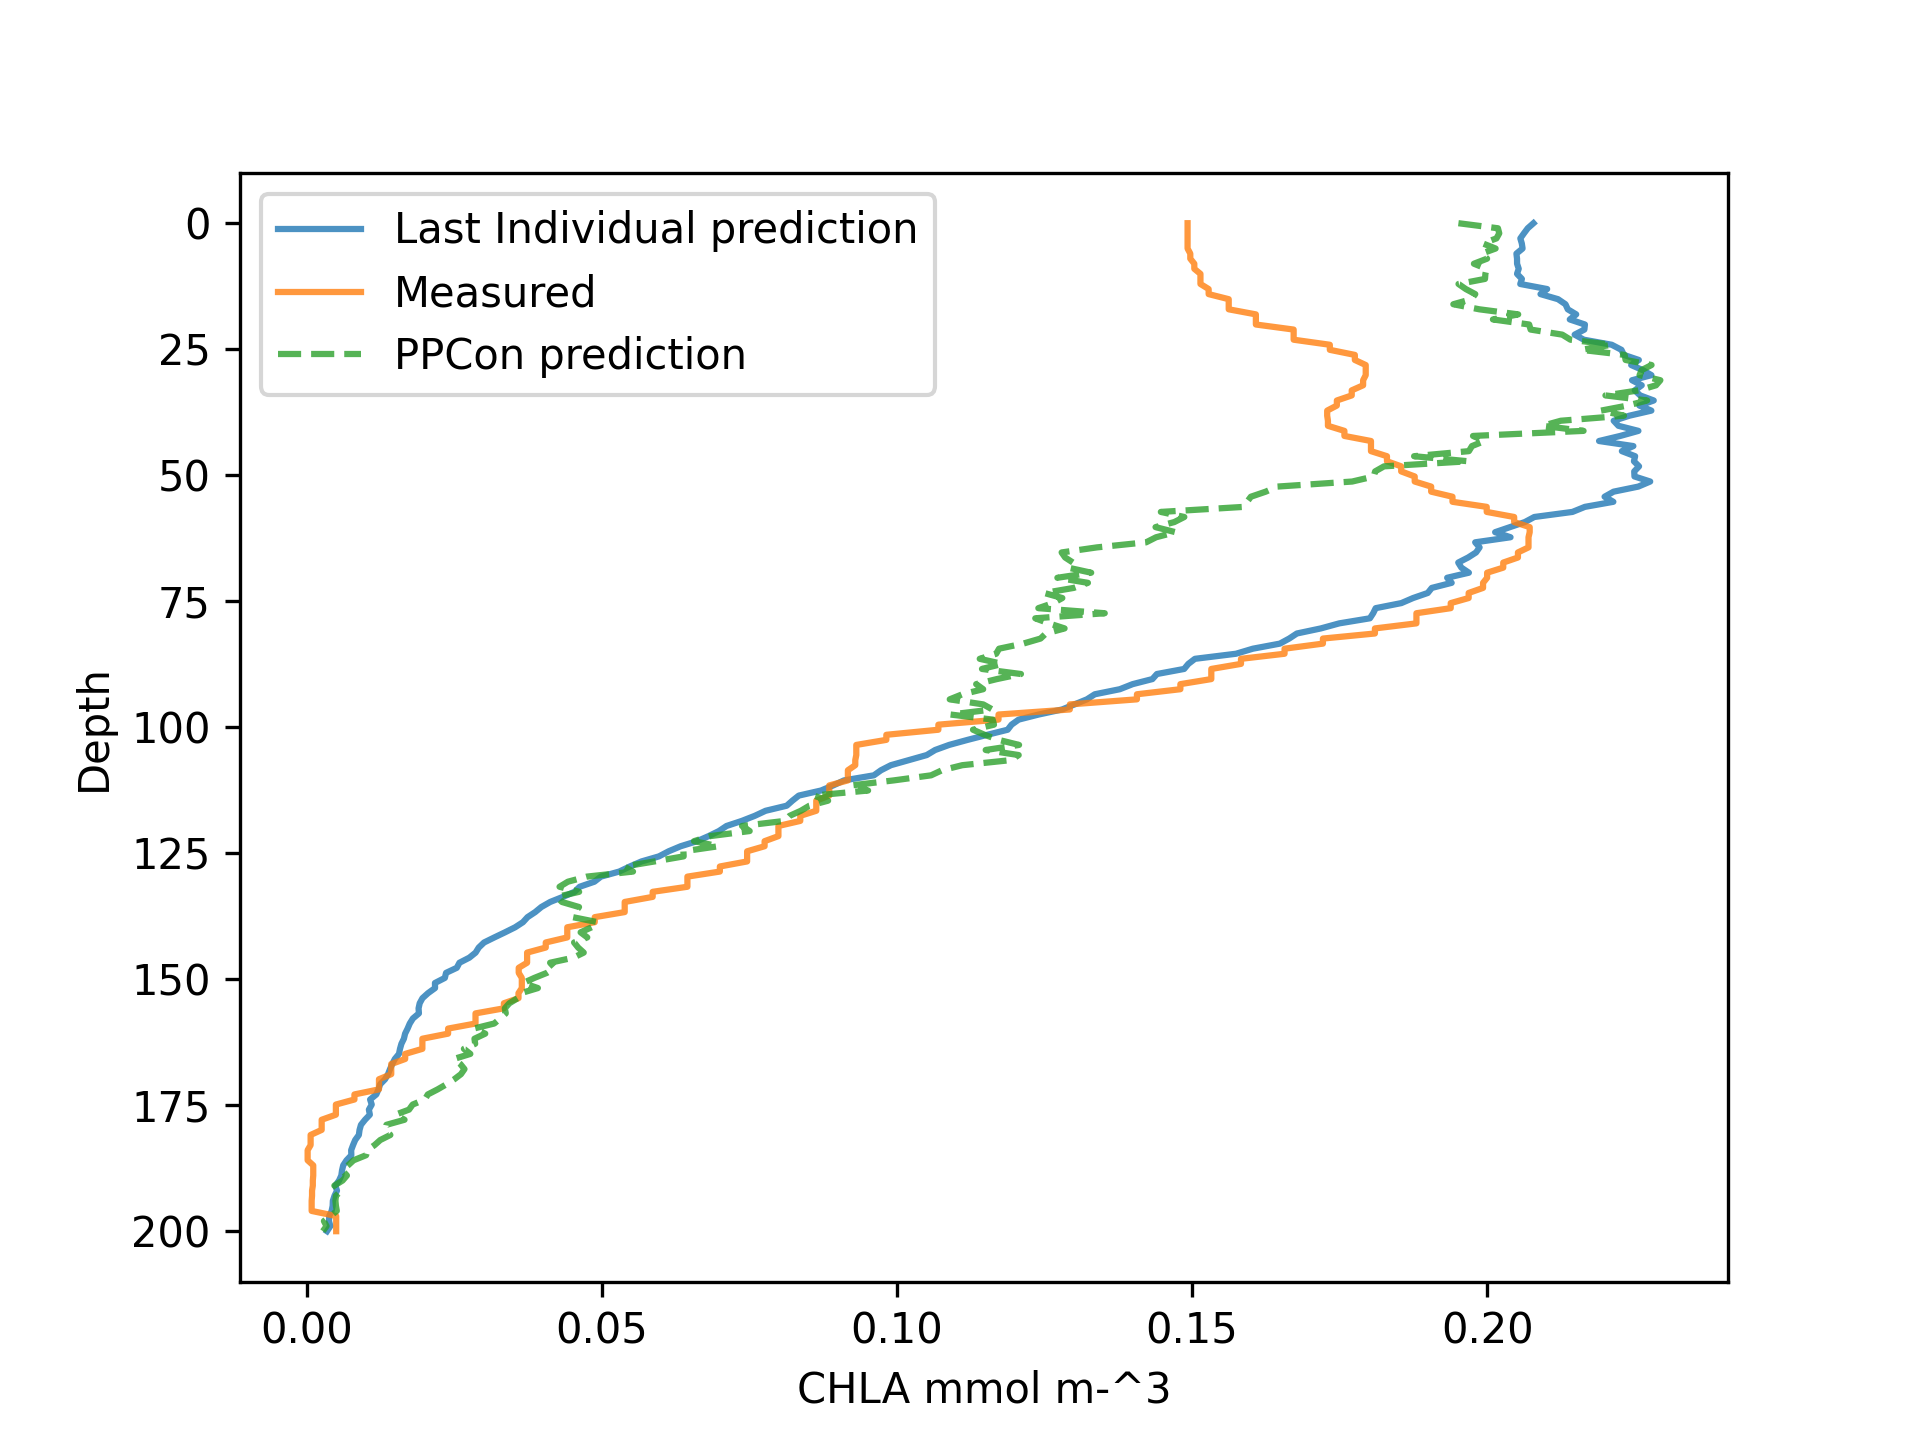 Last Individual prediction
Measured
PPCon prediction
0
25
50
75
100
125
150
175
200
Depth
0.00 0.05 0.10 0.15 0.20
CHLA mmol m-^3